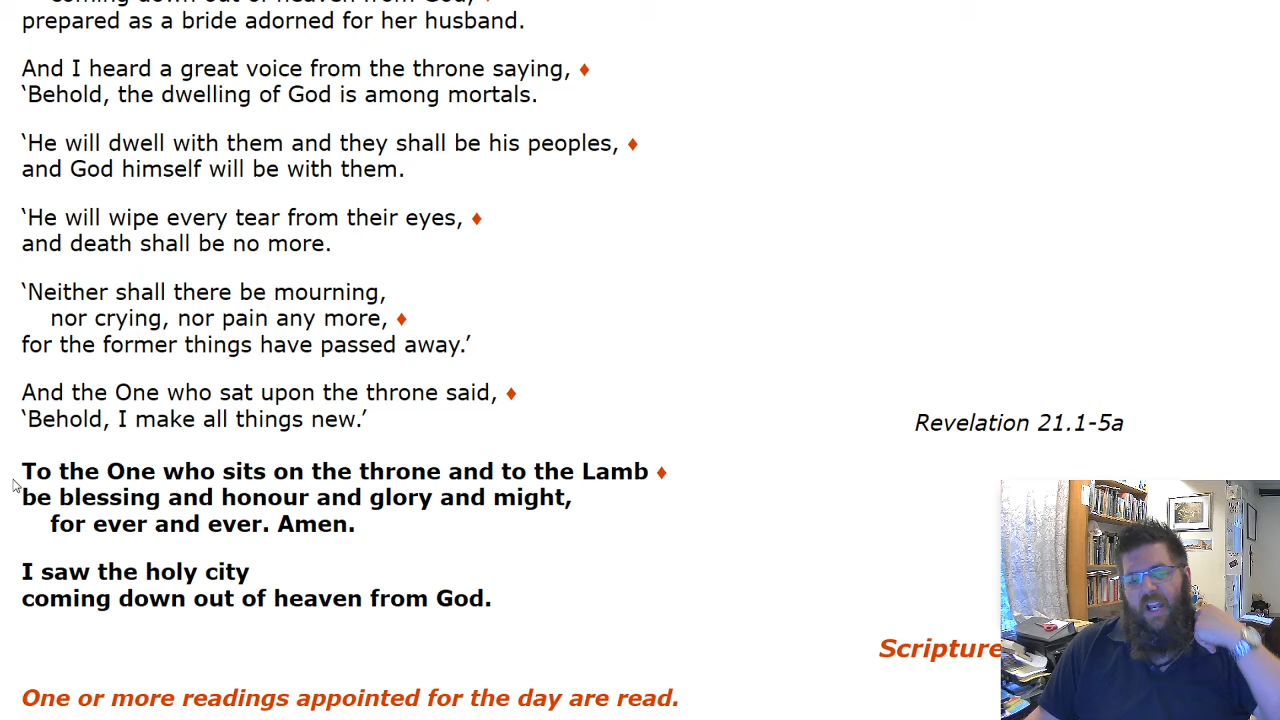 coming down out of heaven from God, ♦
prepared as a bride adorned for her husband.
And I heard a great voice from the throne saying, ♦
‘Behold, the dwelling of God is among mortals.
‘He will dwell with them and they shall be his peoples, ♦
and God himself will be with them.
‘He will wipe every tear from their eyes, ♦
and death shall be no more.
‘Neither shall there be mourning,
nor crying, nor pain any more, ♦
for the former things have passed away.’
And the One who sat upon the throne said, ♦
‘Behold, I make all things new.’
Revelation 21.1-5a
To the One who sits on the throne and to the Lamb ♦
be blessing and honour and glory and might,
for ever and ever. Amen.
I saw the holy city
coming down out of heaven from God.
Scripture
One or more readings appointed for the day are read.